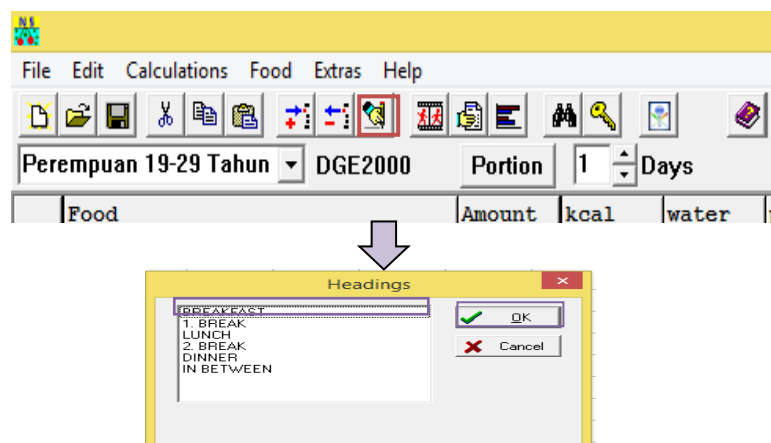 NS
File Edit Calculations Food Extras Help
Perempuan 19-29 Tahun DGE2000 Portion 1 Days
Food Amount kcal water
Headings
BREAKFAST OK
1. BREAK
LUNCH Cancel
2. BREAK
DINNER
IN BETWEEN